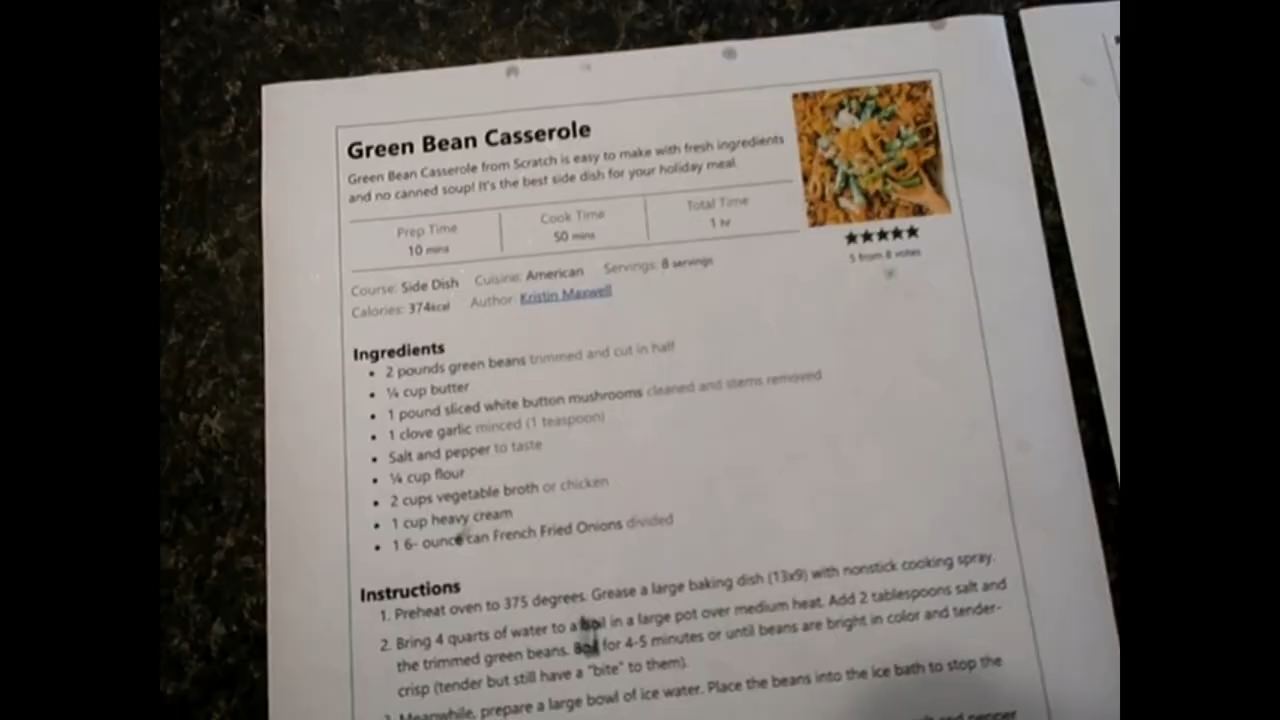 Green Bean Casserole
Green Bean Casserole from Scratch is easy to make with fresh ingredients
and no canned soup! It's the best side dish for your holiday meal.
Prep Time
10 mins
Cook Time
50 mins
Total Time
1 hr
★★★★★
5 from 8 votes
Course: Side Dish Cuisine: American Servings: 8 servings
Calories: 374kcal Author: Kristin Maxwell
Ingredients
• 2 pounds green beans trimmed and cut in half
• ¼ cup butter
• 1 pound sliced white button mushrooms cleaned and stems removed
• 1 clove garlic minced (1 teaspoon)
• Salt and pepper to taste
• ¼ cup flour
• 2 cups vegetable broth or chicken
• 1 cup heavy cream
• 1 6- ounce can French Fried Onions divided
Instructions
1. Preheat oven to 375 degrees. Grease a large baking dish (13x9) with nonstick cooking spray.
2. Bring 4 quarts of water to a boil in a large pot over medium heat. Add 2 tablespoons salt and
the trimmed green beans. Boil for 4-5 minutes or until beans are bright in color and tender-
crisp (tender but still have a "bite" to them).
Meanwhile, prepare a large bowl of ice water. Place the beans into the ice bath to stop the
and pepper